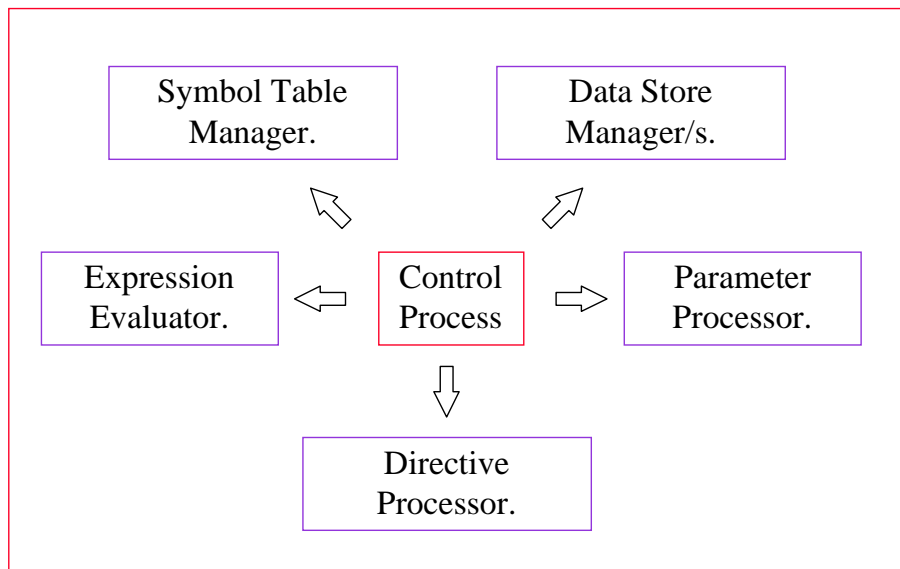 Symbol Table
Manager.
Data Store
Manager/s.
Expression
Evaluator.
Control
Process
Parameter
Processor.
Directive
Processor.